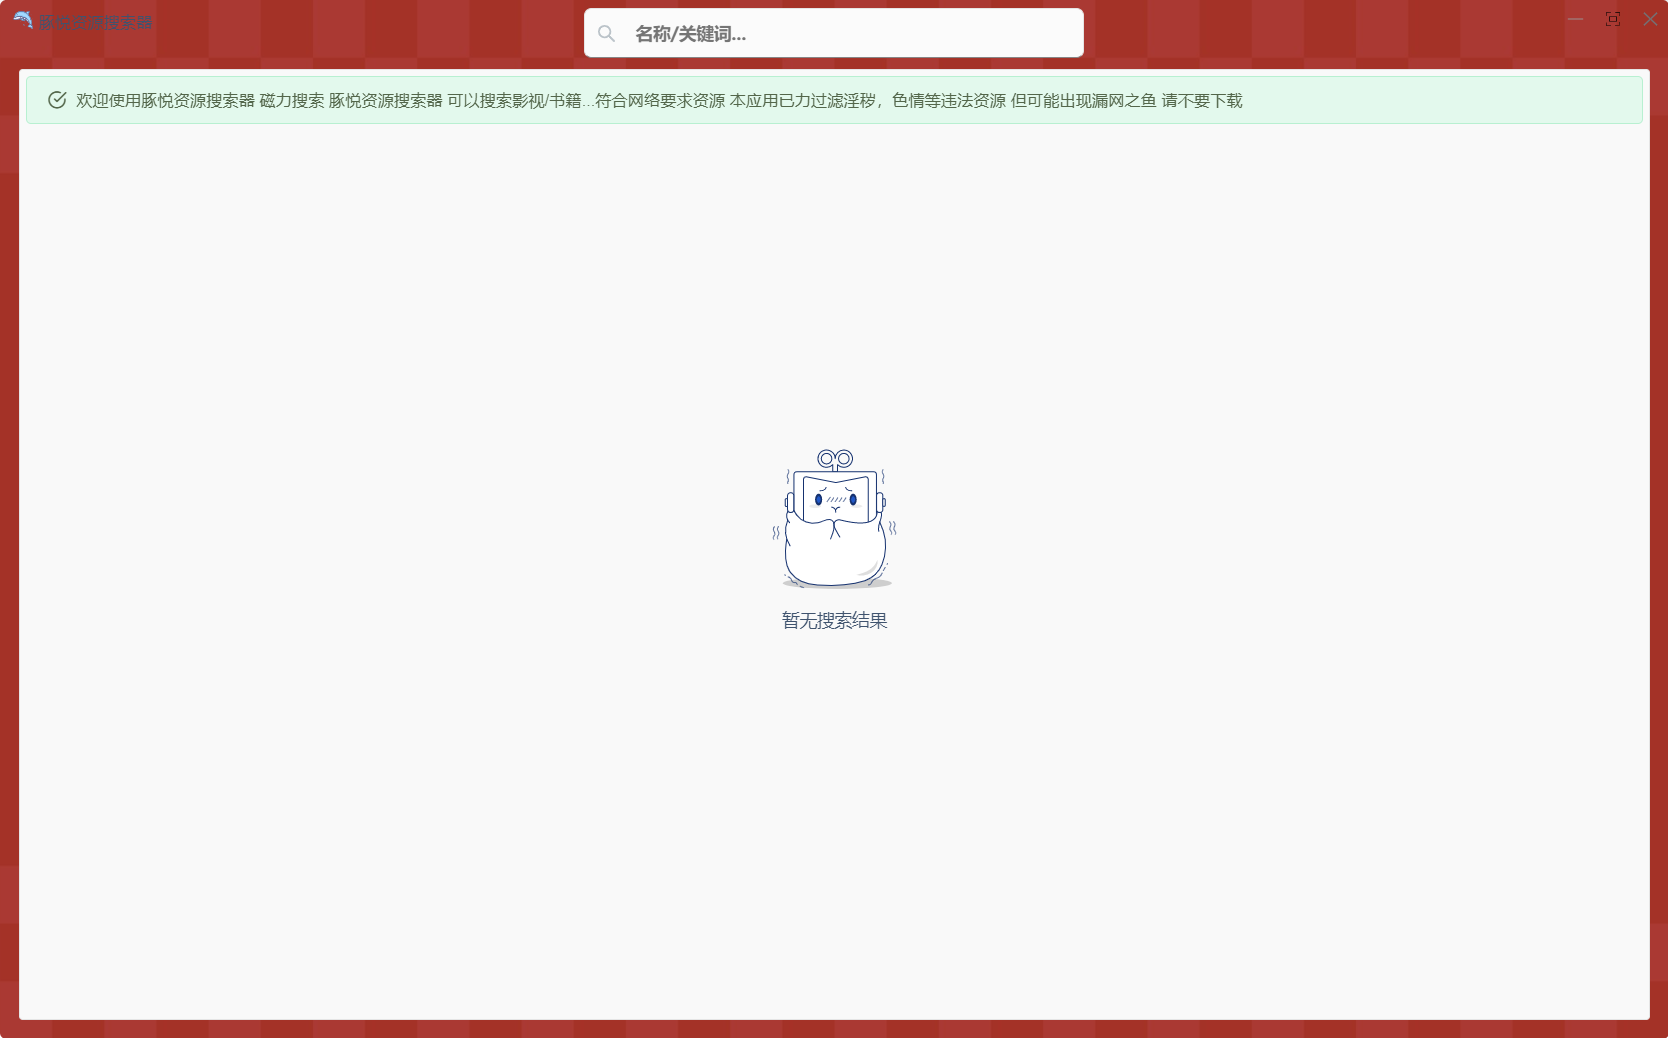 豚悦资源搜索器
名称/关键词...
欢迎使用豚悦资源搜索器 磁力搜索 豚悦资源搜索器 可以搜索影视/书籍...符合网络要求资源 本应用已力过滤淫秽，色情等违法资源 但可能出现漏网之鱼 请不要下载
暂无搜索结果